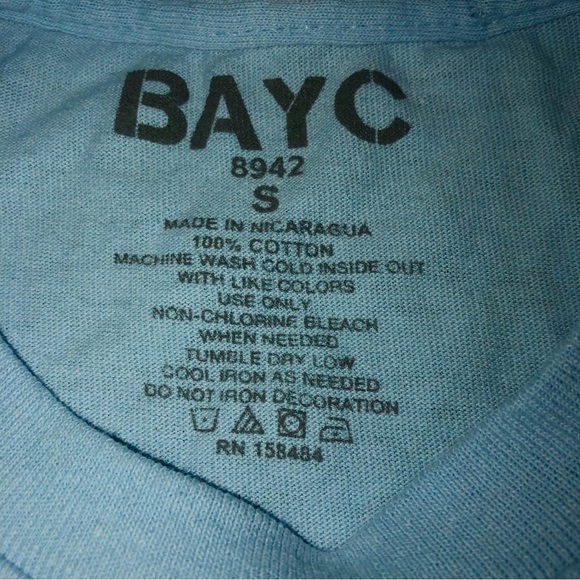 BAYC
8942
S
MADE IN NICARAGUA
100% COTTON
MACHINE WASH COLD INSIDE OUT
WITH LIKE COLORS
USE ONLY
NON-CHLORINE BLEACH
WHEN NEEDED
TUMBLE DRY LOW
COOL IRON AS NEEDED
DO NOT IRON DECORATION
RN 158484